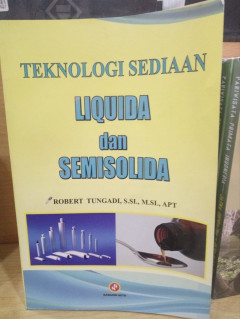 TEKNOLOGI SEDIAAN
LIQUIDA
dan
SEMISOLIDA
ROBERT TUNGADI, S.SI., M.SI., APT